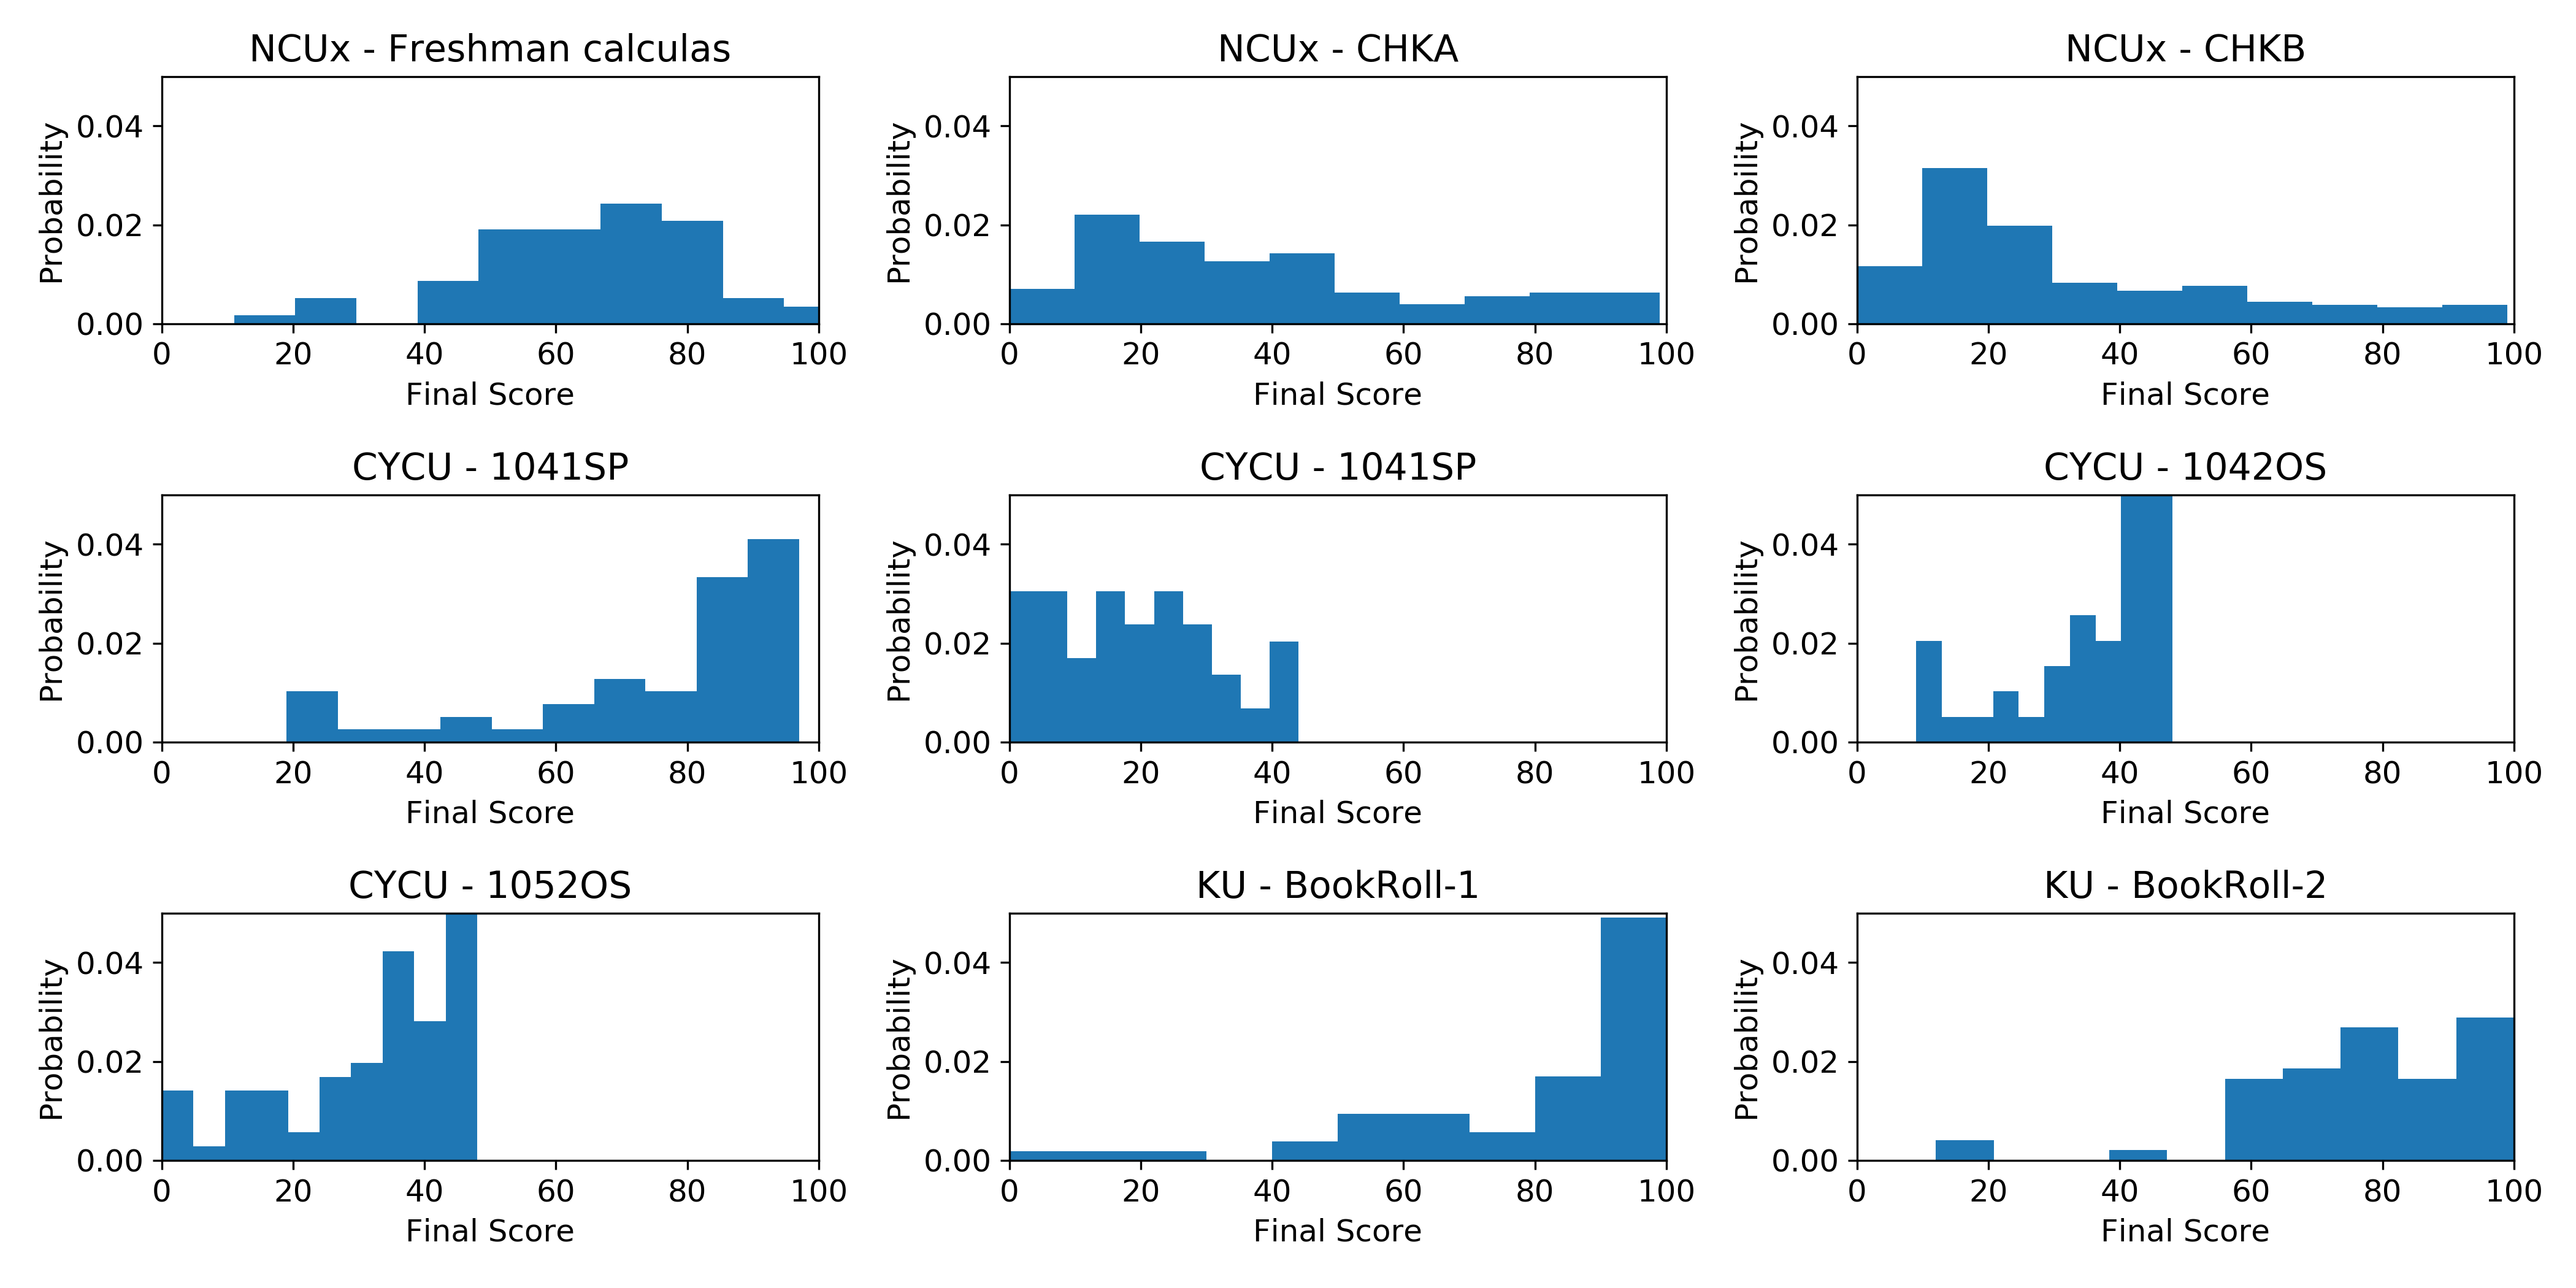 NCUx - Freshman calculas
NCUx - CHKA
NCUx - CHKB
Probability
0.04
0.02
0.00
0 20 40 60 80 100
Final Score
Probability
0.04
0.02
0.00
0 20 40 60 80 100
Final Score
Probability
0.04
0.02
0.00
0 20 40 60 80 100
Final Score
CYCU - 1041SP
CYCU - 1041SP
CYCU - 1042OS
Probability
0.04
0.02
0.00
0 20 40 60 80 100
Final Score
Probability
0.04
0.02
0.00
0 20 40 60 80 100
Final Score
Probability
0.04
0.02
0.00
0 20 40 60 80 100
Final Score
CYCU - 1052OS
KU - BookRoll-1
KU - BookRoll-2
Probability
0.04
0.02
0.00
0 20 40 60 80 100
Final Score
Probability
0.04
0.02
0.00
0 20 40 60 80 100
Final Score
Probability
0.04
0.02
0.00
0 20 40 60 80 100
Final Score